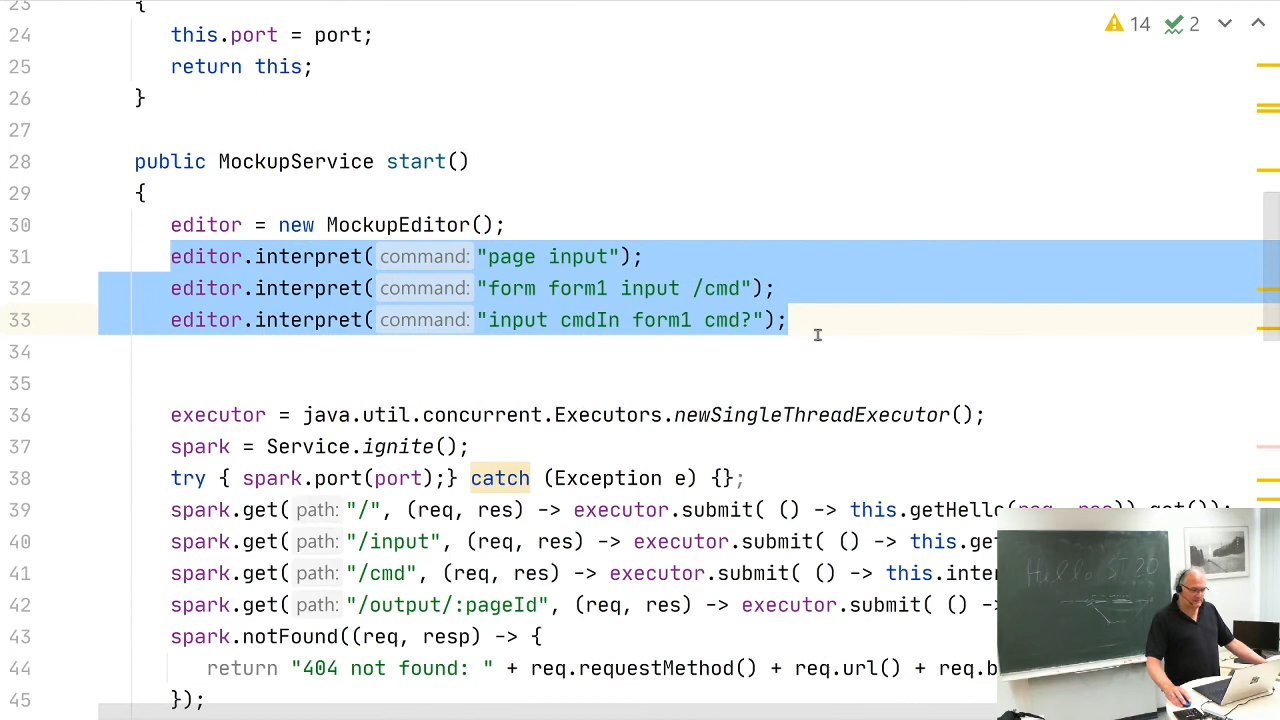 23 {
14 2
24 this.port = port;
25 return this;
26 }
27
28 public MockupService start()
29 {
30 editor = new MockupEditor();
31 editor.interpret( command: "page input");
32 editor.interpret( command: "form form1 input /cmd");
33 editor.interpret( command: "input cmdIn form1 cmd?");
34
35
36 executor = java.util.concurrent.Executors.newSingleThreadExecutor();
37 spark = Service.ignite();
38 try { spark.port(port);} catch (Exception e) {};
39 spark.get( path: "/", (req, res) -> executor.submit( () -> this.getHello(req, res)).get());
40 spark.get( path: "/input", (req, res) -> executor.submit( () -> this.ge
41 spark.get( path: "/cmd", (req, res) -> executor.submit( () -> this.inter
42 spark.get( path: "/output/:pageId", (req, res) -> executor.submit( () ->
43 spark.notFound((req, resp) -> {
44 return "404 not found: " + req.requestMethod() + req.url() + req.b
45 });
Hello ST20